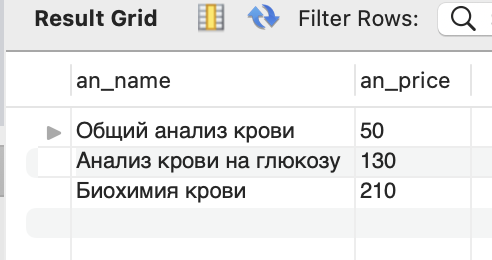 Result Grid Filter Rows:
an_name an_price
Общий анализ крови 50
Анализ крови на глюкозу 130
Биохимия крови 210